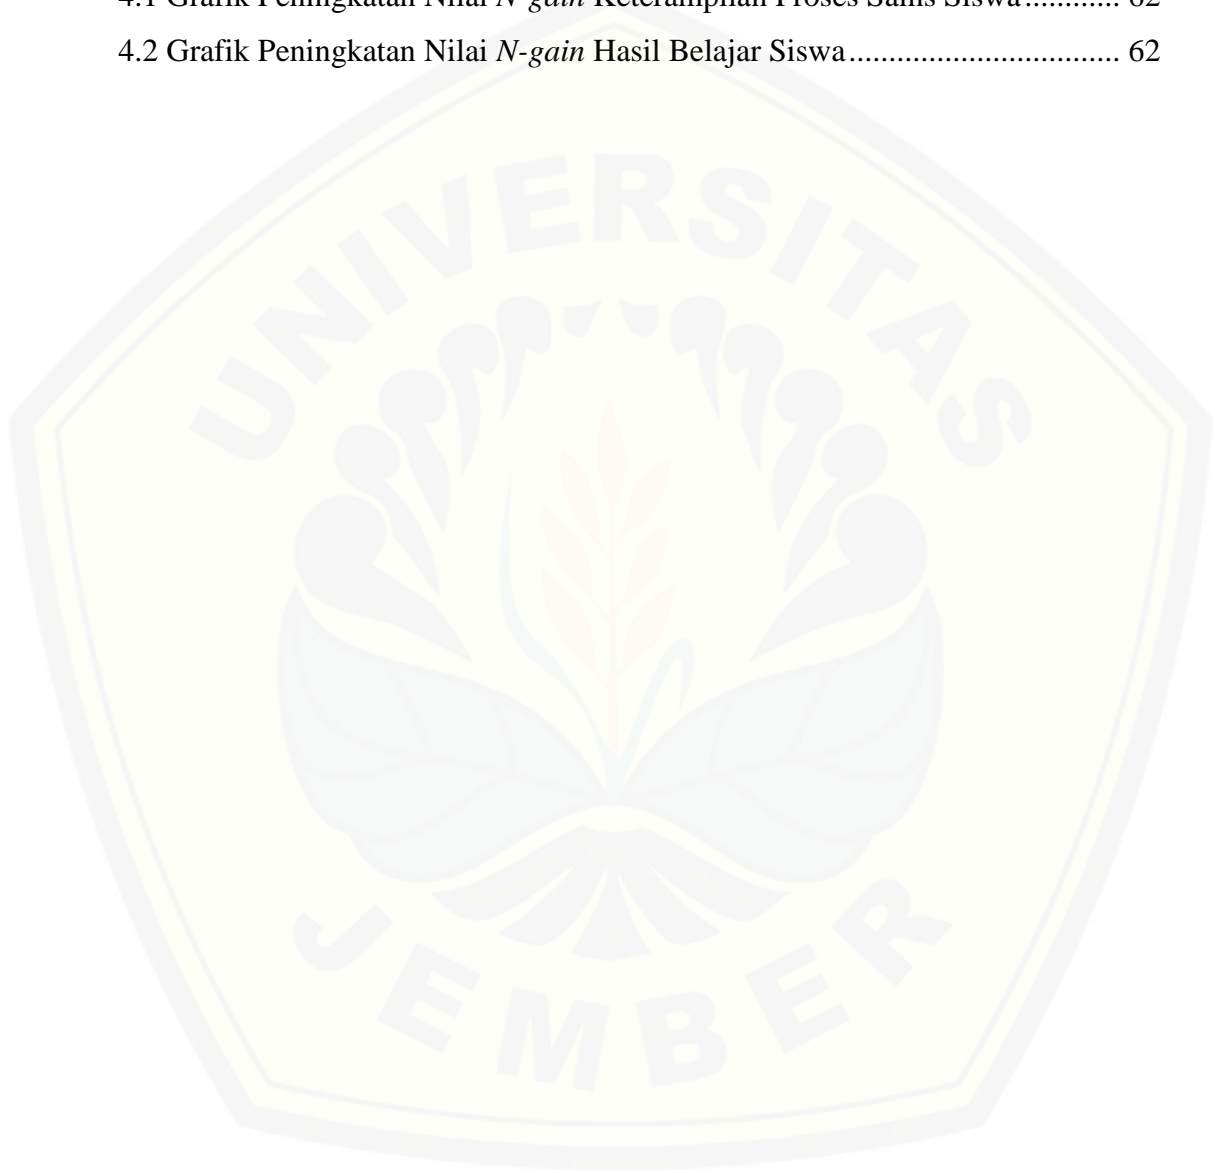 4.1 Grafik Peningkatan Nilai N-gain Keterampilan Proses Sains Siswa............ 62
4.2 Grafik Peningkatan Nilai N-gain Hasil Belajar Siswa.................................. 62
UNIVERSITAS
JEMBER